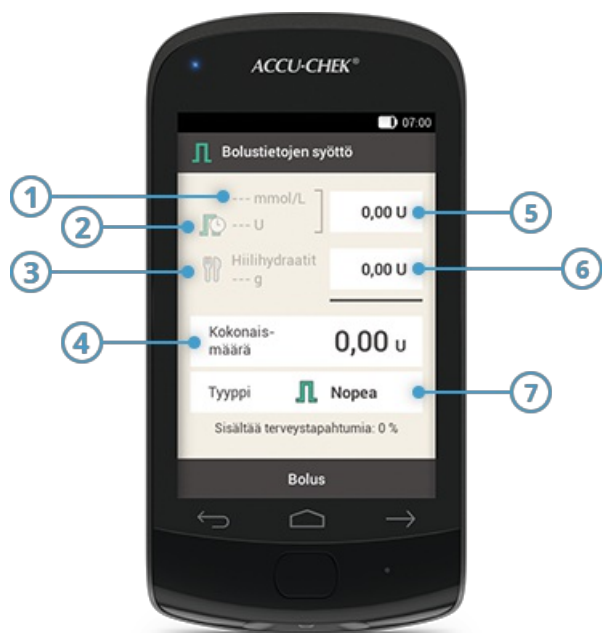 ACCU-CHEK®
07:00
Bolustietojen syöttö
1
--- mmol/L
2
--- U
0,00 U
5
3
Hiilihydraatit
--- g
0,00 U
6
4
Kokonais-
määrä
0,00 U
Tyyppi
Nopea
7
Sisältää terveystapahtumia: 0 %
Bolus